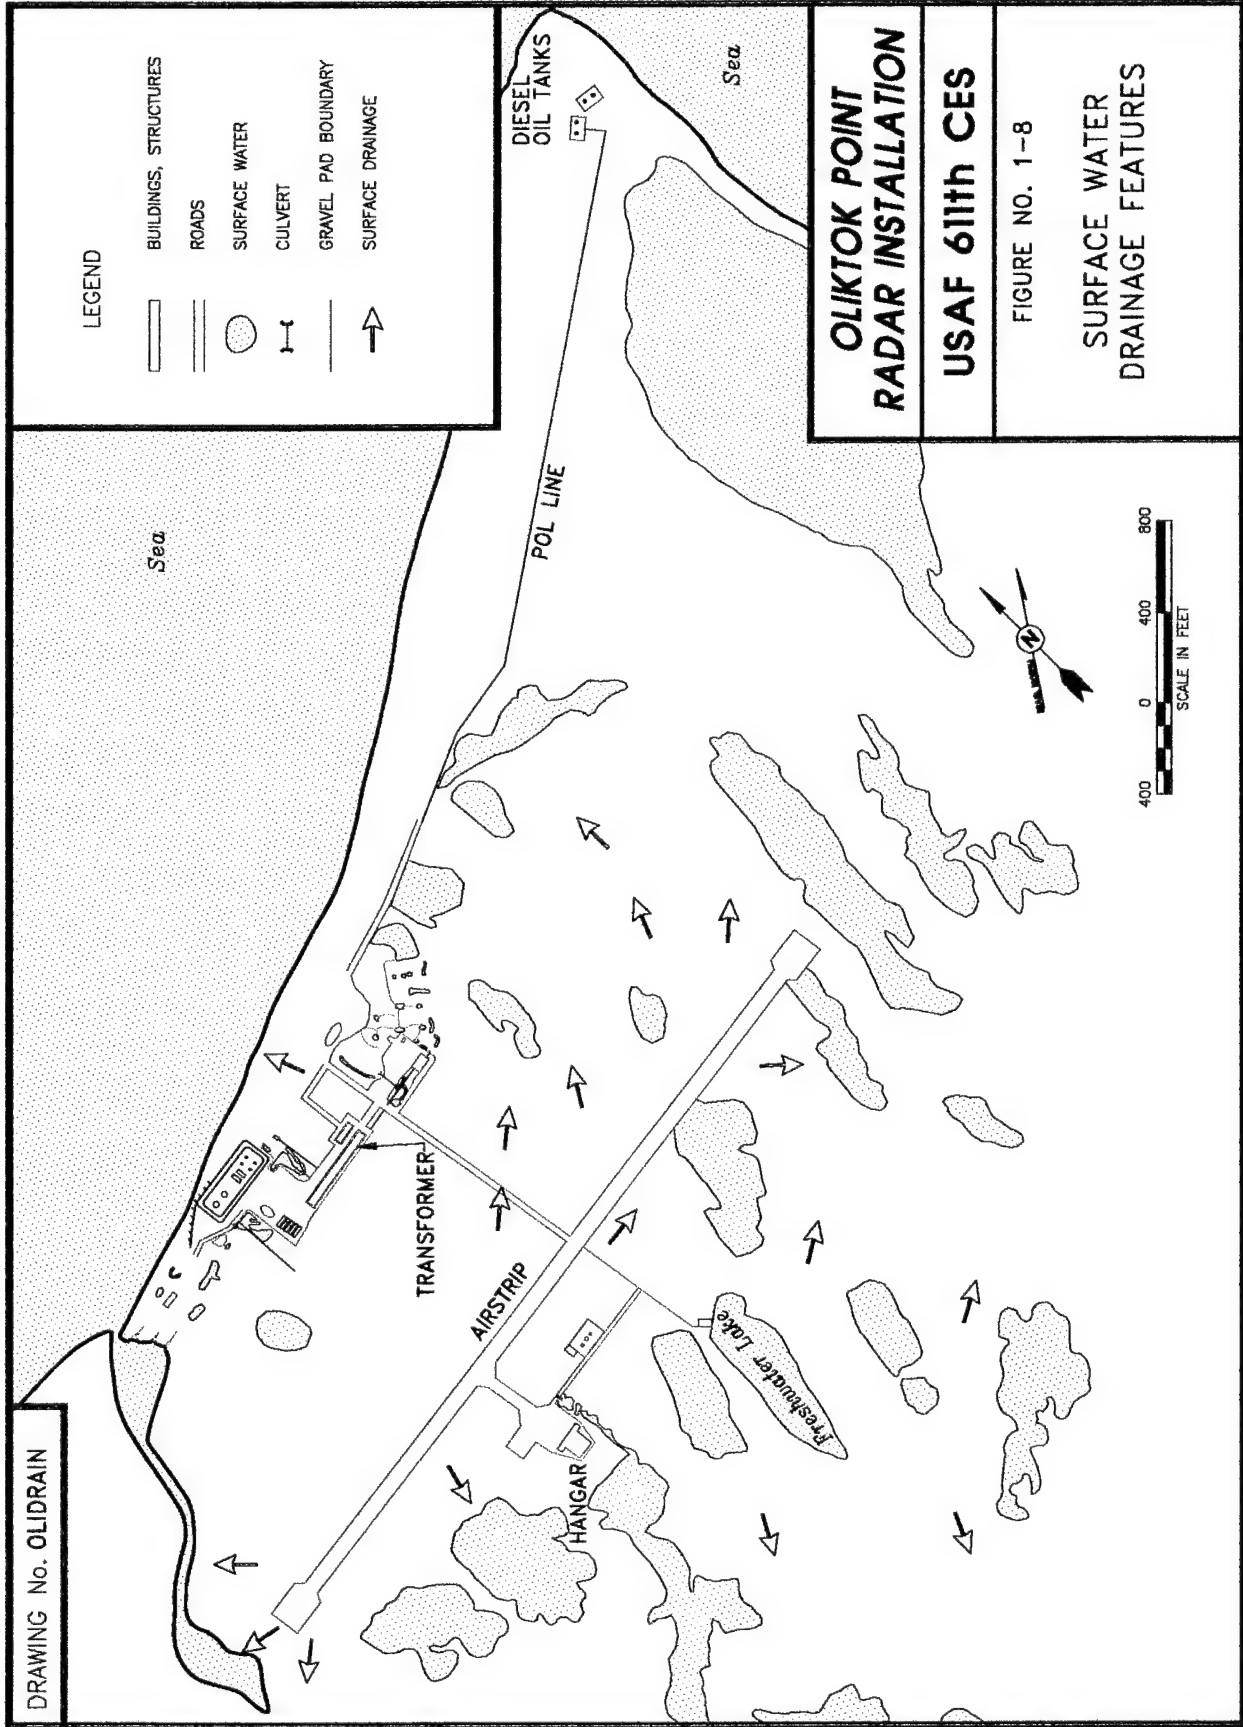 DRAWING No. OLIDRAIN
LEGEND
BUILDINGS, STRUCTURES
ROADS
SURFACE WATER
CULVERT
GRAVEL PAD BOUNDARY
SURFACE DRAINAGE
Sea
Sea
DIESEL
OIL TANKS
POL LINE
TRANSFORMER
AIRSTRIP
HANGAR
Freshwater Lake
N
400 0 400 800
SCALE IN FEET
OLIKTOK POINT
RADAR INSTALLATION
USAF 611th CES
FIGURE NO. 1-8
SURFACE WATER
DRAINAGE FEATURES